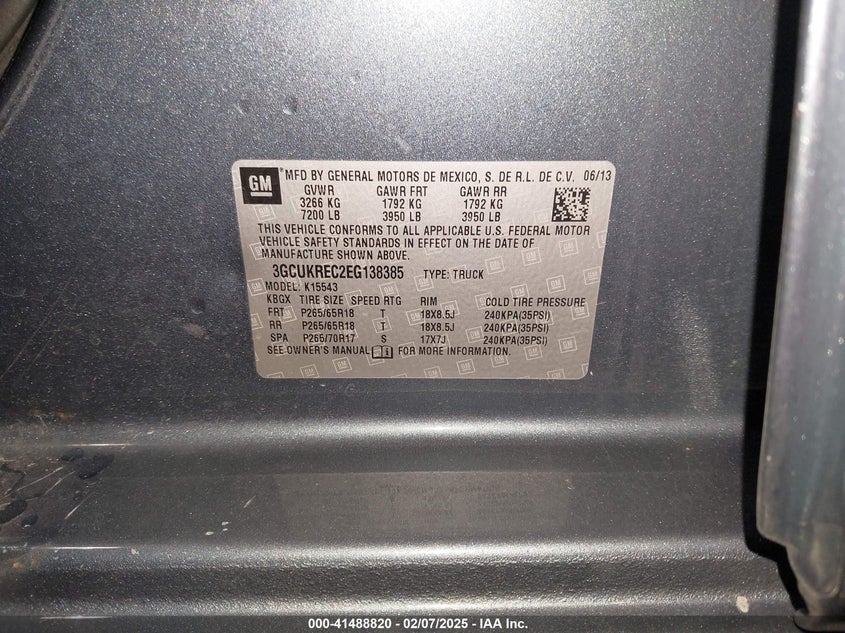 GM MFD BY GENERAL MOTORS DE MEXICO, S. DE R.L. DE C.V. 06/13
GVWR GAWR FRT GAWR RR
3266 KG 1792 KG 1792 KG
7200 LB 3950 LB 3950 LB
THIS VEHICLE CONFORMS TO ALL APPLICABLE U.S. FEDERAL MOTOR
VEHICLE SAFETY STANDARDS IN EFFECT ON THE DATE OF
MANUFACTURE SHOWN ABOVE.
3GCUKREC2EG138385 TYPE: TRUCK
MODEL: K15543
KBGX TIRE SIZE SPEED RTG RIM COLD TIRE PRESSURE
FRT P265/65R18 T 18X8.5J 240KPA(35PSI)
RR P265/65R18 T 18X8.5J 240KPA(35PSI)
SPA P265/70R17 S 17X7J 240KPA(35PSI)
SEE OWNER'S MANUAL FOR MORE INFORMATION.
000-41488820 — 02/07/2025 — IAA Inc.